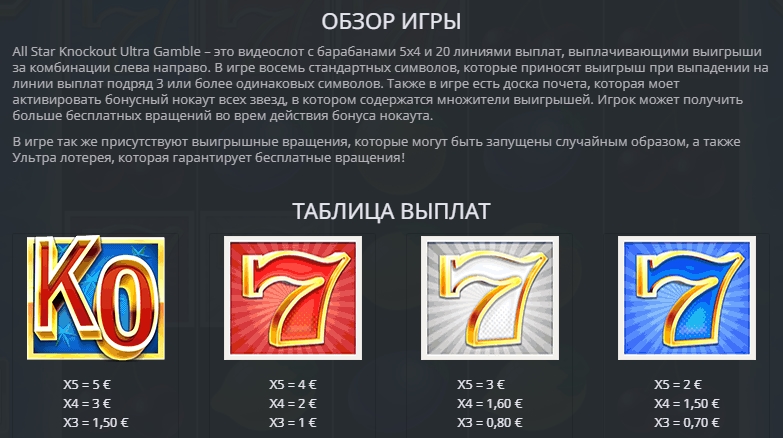 ОБЗОР ИГРЫ
All Star Knockout Ultra Gamble – это видеослот с барабанами 5x4 и 20 линиями выплат, выплачивающими выигрыши
за комбинации слева направо. В игре восемь стандартных символов, которые приносят выигрыш при выпадении на
линии выплат подряд 3 или более одинаковых символов. Также в игре есть доска почета, которая моет
активировать бонусный нокаут всех звезд, в котором содержатся множители выигрышей. Игрок может получить
больше бесплатных вращений во врем действия бонуса нокаута.
В игре так же присутствуют выигрышные вращения, которые могут быть запущены случайным образом, а также
Ультра лотерея, которая гарантирует бесплатные вращения!
ТАБЛИЦА ВЫПЛАТ
KO 7 7 7
X5 = 5 € X5 = 4 € X5 = 3 € X5 = 2 €
X4 = 3 € X4 = 2 € X4 = 1,60 € X4 = 1,50 €
X3 = 1,50 € X3 = 1 € X3 = 0,80 € X3 = 0,70 €